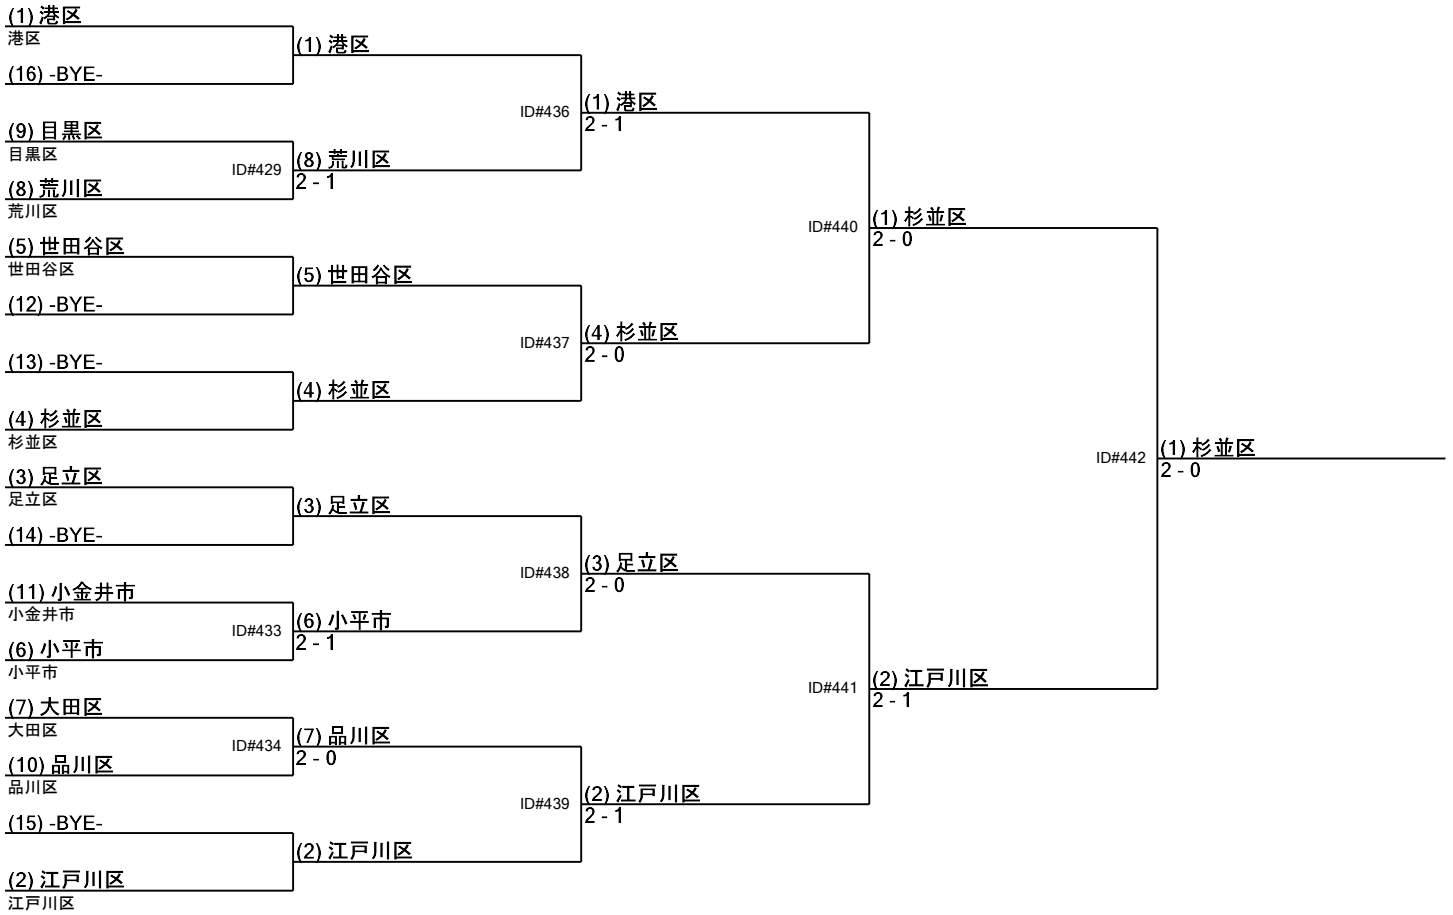 (1) 港区
港区
(16) -BYE-
(9) 目黒区
目黒区
(8) 荒川区
荒川区
(5) 世田谷区
世田谷区
(12) -BYE-
(13) -BYE-
(4) 杉並区
杉並区
(3) 足立区
足立区
(14) -BYE-
(11) 小金井市
小金井市
(6) 小平市
小平市
(7) 大田区
大田区
(10) 品川区
品川区
(15) -BYE-
(2) 江戸川区
江戸川区
(1) 港区
ID#429
(8) 荒川区
2 - 1
(5) 世田谷区
(4) 杉並区
(3) 足立区
ID#433
(6) 小平市
2 - 1
ID#434
(7) 品川区
2 - 0
(2) 江戸川区
ID#436
(1) 港区
2 - 1
ID#437
(4) 杉並区
2 - 0
ID#438
(3) 足立区
2 - 0
ID#439
(2) 江戸川区
2 - 1
ID#440
(1) 杉並区
2 - 0
ID#441
(2) 江戸川区
2 - 1
ID#442
(1) 杉並区
2 - 0